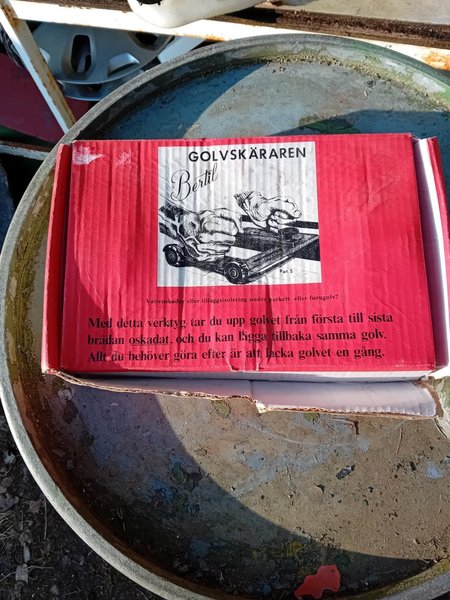 GOLVSKÄRAREN
Bertil
Pat. S
Vattenskador eller tilläggsisolering under parkett- eller furugolv?
Med detta verktyg tar du upp golvet från första till sista
brädan oskadat, och du kan lägga tillbaka samma golv.
Allt du behöver göra efter är att lacka golvet en gång.